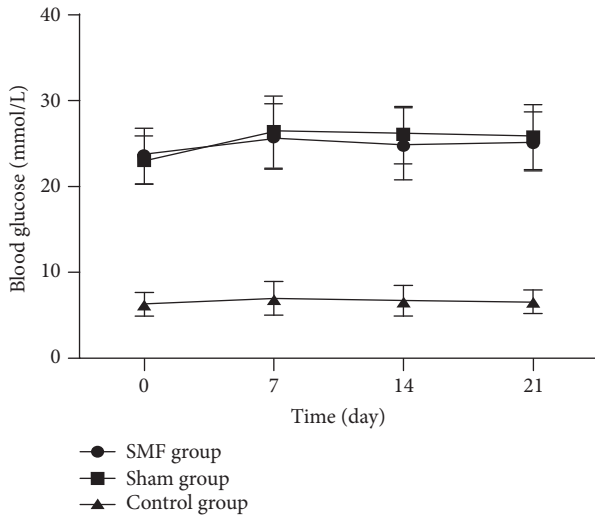 40
30
20
10
0
Blood glucose (mmol/L)
0 7 14 21
Time (day)
SMF group
Sham group
Control group